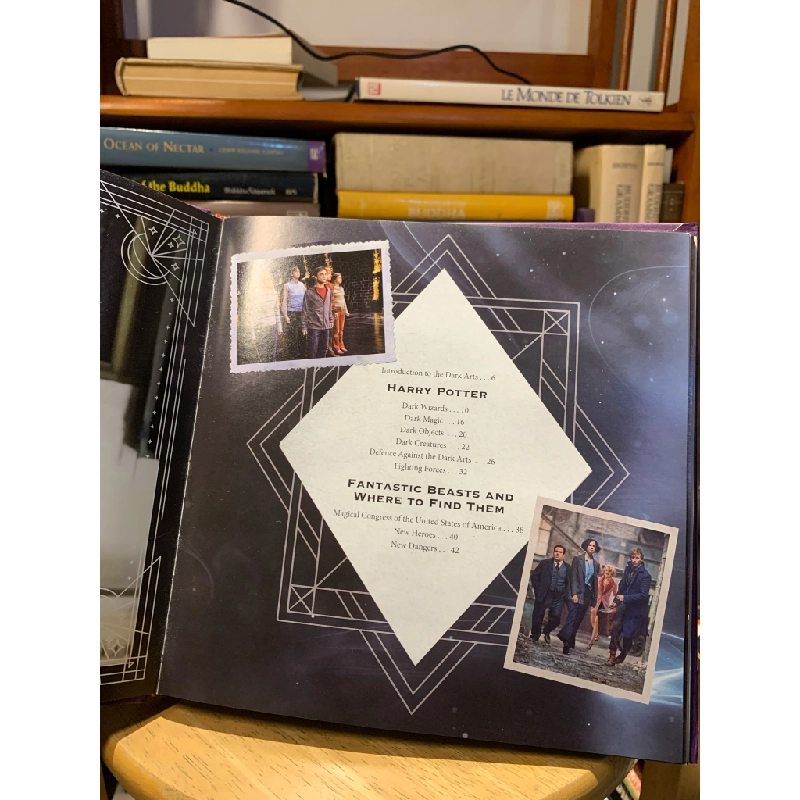 LE MONDE DE TOLKIEN
OCEAN OF NECTAR
of the Buddha
BUDDHA
Introduction to the Dark Arts . . . 6
HARRY POTTER
Dark Wizards . . . 10
Dark Magic . . . 16
Dark Objects . . . 20
Dark Creatures . . . 22
Defence Against the Dark Arts . . . 26
Fighting Forces . . . 32
FANTASTIC BEASTS AND
WHERE TO FIND THEM
Magical Congress of the United States of America . . . 38
New Heroes . . . 40
New Dangers . . . 42